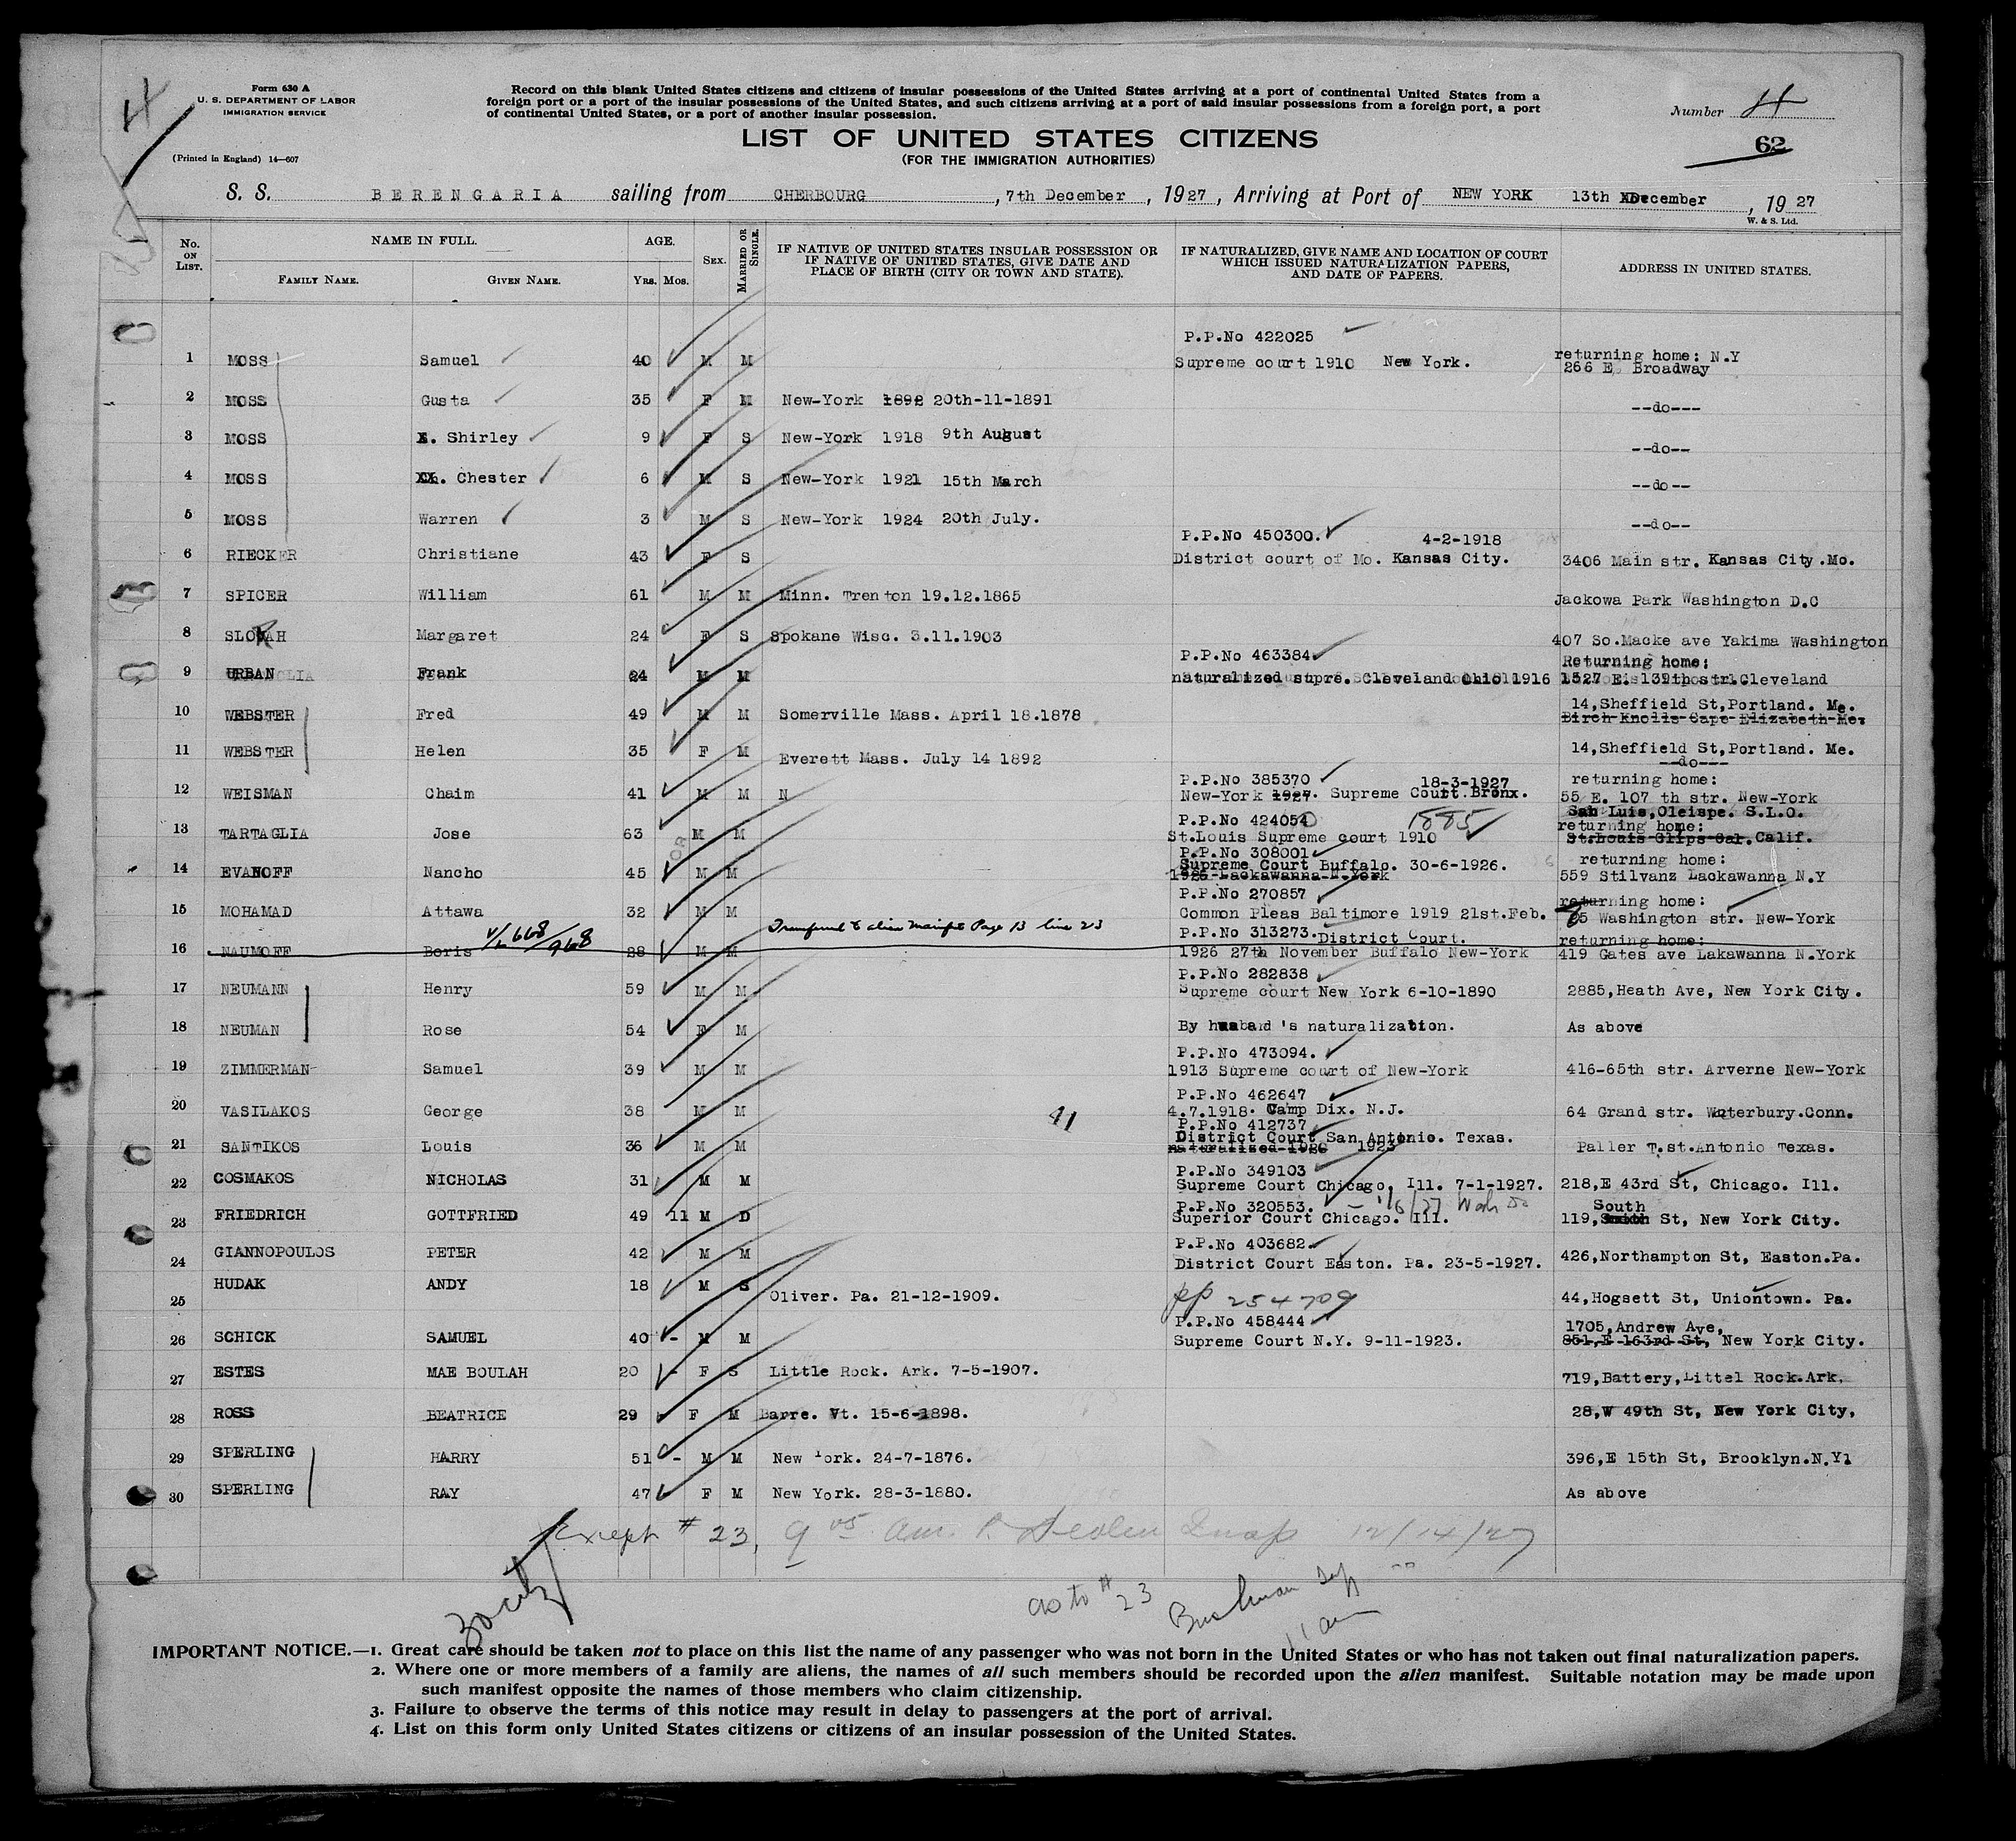 4
Form 630 A
U. S. DEPARTMENT OF LABOR
IMMIGRATION SERVICE
(Printed in England) 14—607
Record on this blank United States citizens and citizens of insular possessions of the United States arriving at a port of continental United States from a
foreign port or a port of the insular possessions of the United States, and such citizens arriving at a port of said insular possessions from a foreign port, a port
of continental United States, or a port of another insular possession.
Number 4
LIST OF UNITED STATES CITIZENS
62
(FOR THE IMMIGRATION AUTHORITIES)
S. S. BERENGARIA sailing from CHERBOURG, 7th December, 1927, Arriving at Port of NEW YORK 13th December, 1927
W. & S. Ltd.
No. ON LIST. NAME IN FULL. FAMILY NAME. GIVEN NAME. AGE. YRS. MOS. SEX. MARRIED OR SINGLE. IF NATIVE OF UNITED STATES INSULAR POSSESSION OR IF NATIVE OF UNITED STATES, GIVE DATE AND PLACE OF BIRTH (CITY OR TOWN AND STATE). IF NATURALIZED, GIVE NAME AND LOCATION OF COURT WHICH ISSUED NATURALIZATION PAPERS, AND DATE OF PAPERS. ADDRESS IN UNITED STATES.
P.P.No 422025
1 MOSS Samuel 40 M M Supreme court 1910 New York. returning home: N.Y
266 E Broadway
2 MOSS Gusta 35 F M New-York 1892 20th-11-1891 --do---
3 MOSS Shirley 9 F S New-York 1918 9th August --do--
4 MOSS Chester 6 M S New-York 1921 15th March --do--
5 MOSS Warren 3 M S New-York 1924 20th July. --do--
P.P.No 450300. 4-2-1918
6 RIECKER Christiane 43 F S District court of Mo. Kansas City. 3406 Main str. Kansas City.Mo.
7 SPICER William 61 M M Minn. Trenton 19.12.1865 Jackowa Park Washington D.C
8 Margaret 24 F S Spokane Wisc. 3.11.1903 407 So.Macke ave Yakima Washington
P.P.No 463384 Returning home:
9 URBAN Frank 24 M M naturalized supre. Cleveland Ohio 1916 1527 E. 139th str. Cleveland
10 WEBSTER Fred 49 M M Somerville Mass. April 18.1878 14,Sheffield St,Portland. Me.
Birch Knolls Cape Elizabeth Me:
11 WEBSTER Helen 35 F M Everett Mass. July 14 1892 14,Sheffield St,Portland. Me.
--do---
P.P.No 385370 18-3-1927 returning home:
12 WEISMAN Chaim 41 M M N New-York 1927. Supreme Court Bronx. 55 E. 107 th str. New-York
P.P.No 424054 1885 San Luis, S.L.O.
returning home:
13 TARTAGLIA Jose 63 M M St.Louis Supreme court 1910 St.Louis Calif.
P.P.No 308001 returning home:
14 EVANOFF Nancho 45 M M Supreme Court Buffalo. 30-6-1926. 559 Stilvanz Lackawanna N.Y
1926 Lackawanna N.York
P.P.No 270857 returning home:
15 MOHAMAD Attawa 32 M M Common Pleas Baltimore 1919 21st.Feb. Washington str. New-York
Page 13 line 23
P.P.No 313273. District Court. returning home:
16 NAUMOFF Boris 28 M M 1926 27th November Buffalo New-York 419 Gates ave Lakawanna N.York
P.P.No 282838
17 NEUMANN Henry 59 M M Supreme court New York 6-10-1890 2885,Heath Ave, New York City.
18 NEUMAN Rose 54 F M By husband 's naturalization. As above
P.P.No 473094.
19 ZIMMERMAN Samuel 39 M M 1913 Supreme court of New-York 416-65th str. Arverne New-York
P.P.No 462647
20 VASILAKOS George 38 M M 41 4.7.1918. Camp Dix. N.J. 64 Grand str. Waterbury.Conn.
P.P.No 412737
District Court San Antonio. Texas.
21 SANTIKOS Louis 36 M M naturalized 1923 Paller T.st.Antonio Texas.
P.P.No 349103
22 COSMAKOS NICHOLAS 31 M M Supreme Court Chicago, Ill. 7-1-1927. 218,E 43rd St, Chicago. Ill.
P.P.No 320553. South
23 FRIEDRICH GOTTFRIED 49 11 M D Superior Court Chicago. Ill. 119, St, New York City.
P.P.No 403682
24 GIANNOPOULOS PETER 42 M M District Court Easton. Pa. 23-5-1927. 426,Northampton St, Easton.Pa.
25 HUDAK ANDY 18 M S Oliver. Pa. 21-12-1909. pp 254709 44,Hogsett St, Uniontown. Pa.
P.P.No 458444 1705,Andrew Ave,
26 SCHICK SAMUEL 40 - M M Supreme Court N.Y. 9-11-1923. 851,E 163rd St, New York City.
27 ESTES MAE BOULAH 20 - F S Little Rock. Ark. 7-5-1907. 719,Battery,Littel Rock.Ark.
28 ROSS BEATRICE 29 F M Barre. Vt. 15-6-1898. 28,W 49th St, New York City,
29 SPERLING HARRY 51 - M M New York. 24-7-1876. 396,E 15th St, Brooklyn.N.Y1
30 SPERLING RAY 47 F M New York. 28-3-1880. As above
Except # 23, Insp 12/14/27
as to # 23
IMPORTANT NOTICE.—1. Great care should be taken not to place on this list the name of any passenger who was not born in the United States or who has not taken out final naturalization papers.
2. Where one or more members of a family are aliens, the names of all such members should be recorded upon the alien manifest. Suitable notation may be made upon
such manifest opposite the names of those members who claim citizenship.
3. Failure to observe the terms of this notice may result in delay to passengers at the port of arrival.
4. List on this form only United States citizens or citizens of an insular possession of the United States.